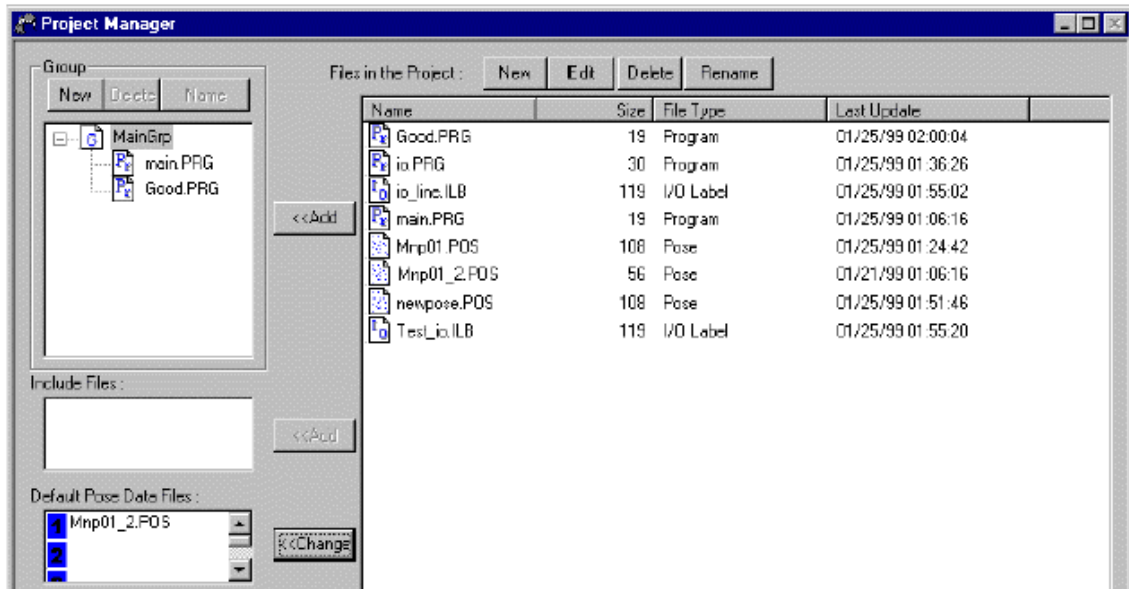 Project Manager
Group
New Delete Name
MainGrp
main.PRG
Good.PRG
<<Add
Include Files :
<<Add
Default Pose Data Files :
1 Mnp01_2.POS
2
<<Change
Files in the Project : New Edit Delete Rename
Name Size File Type Last Update
Good.PRG 19 Program 01/25/99 02:00:04
io.PRG 30 Program 01/25/99 01:36:26
io_line.ILB 119 I/O Label 01/25/99 01:55:02
main.PRG 19 Program 01/25/99 01:06:16
Mnp01.POS 108 Pose 01/25/99 01:24:42
Mnp01_2.POS 56 Pose 01/21/99 01:06:16
newpose.POS 108 Pose 01/25/99 01:51:46
Test_io.ILB 119 I/O Label 01/25/99 01:55:20